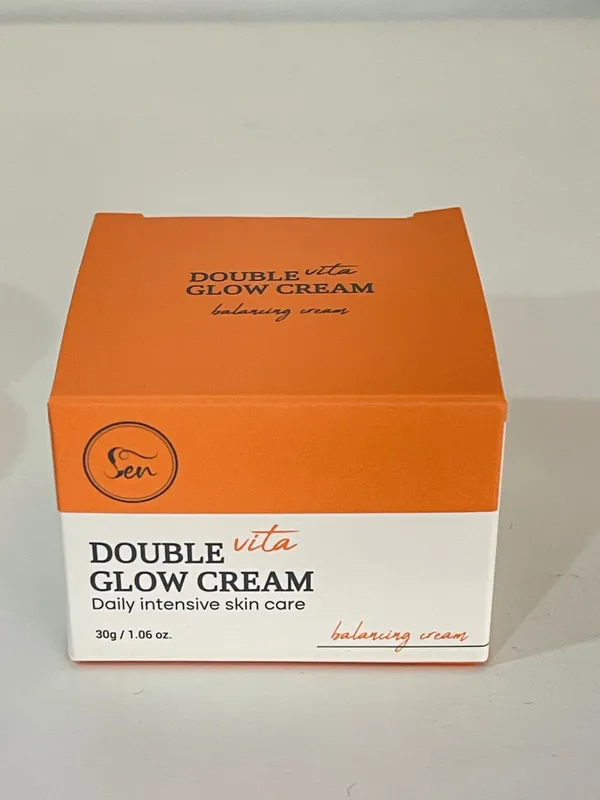 DOUBLE vita
GLOW CREAM
balancing cream
Sen
DOUBLE vita
GLOW CREAM
Daily intensive skin care
30g / 1.06 oz.
balancing cream